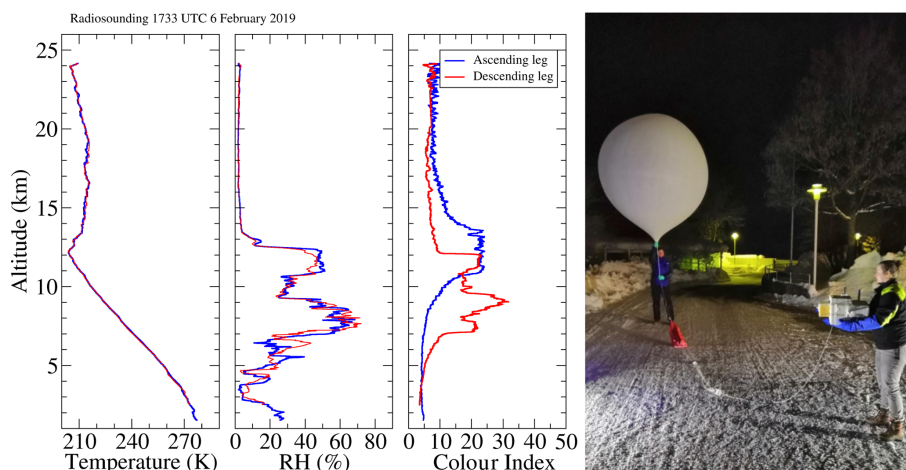 Radiosounding 1733 UTC 6 February 2019
Altitude (km)
25
20
15
10
5
210 240 270
Temperature (K)
0 20 40 60 80
RH (%)
Ascending leg
Descending leg
0 10 20 30 40 50
Colour Index